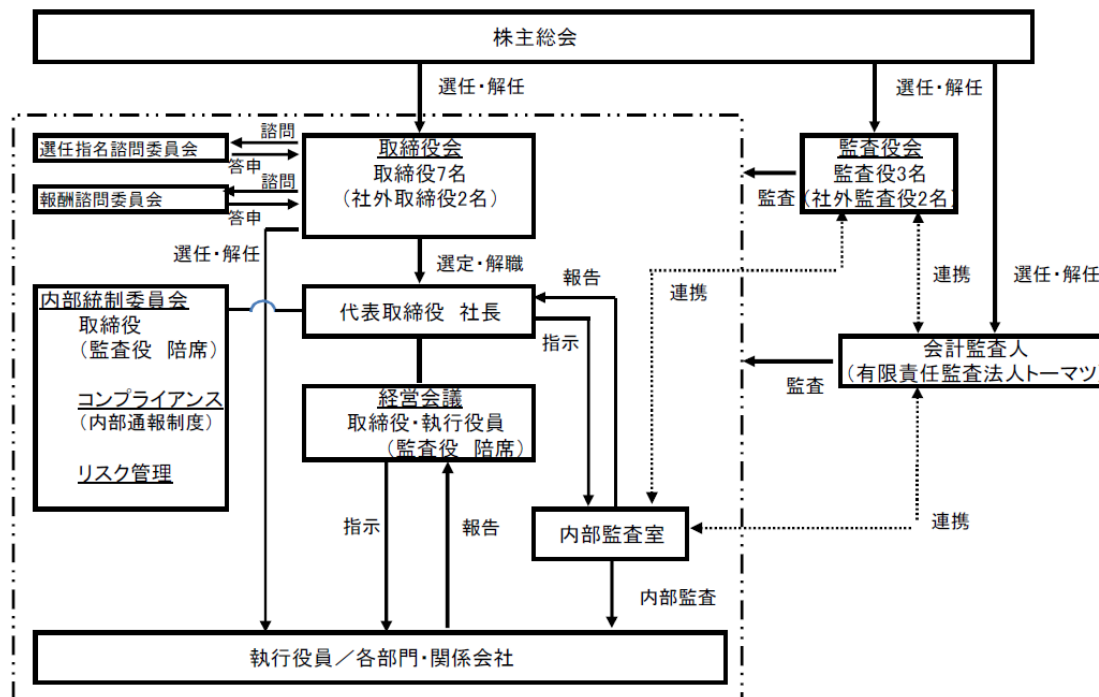 株主総会
選任・解任
選任・解任
選任指名諮問委員会
諮問
答申
報酬諮問委員会
諮問
答申
取締役会
取締役7名
(社外取締役2名)
監査役会
監査役3名
(社外監査役2名)
監査
選任・解任
選定・解職
報告
連携
連携
選任・解任
内部統制委員会
取締役
(監査役 陪席)
コンプライアンス
(内部通報制度)
リスク管理
代表取締役 社長
指示
会計監査人
(有限責任監査法人トーマツ)
監査
経営会議
取締役・執行役員
(監査役 陪席)
指示
報告
内部監査室
連携
内部監査
執行役員/各部門・関係会社